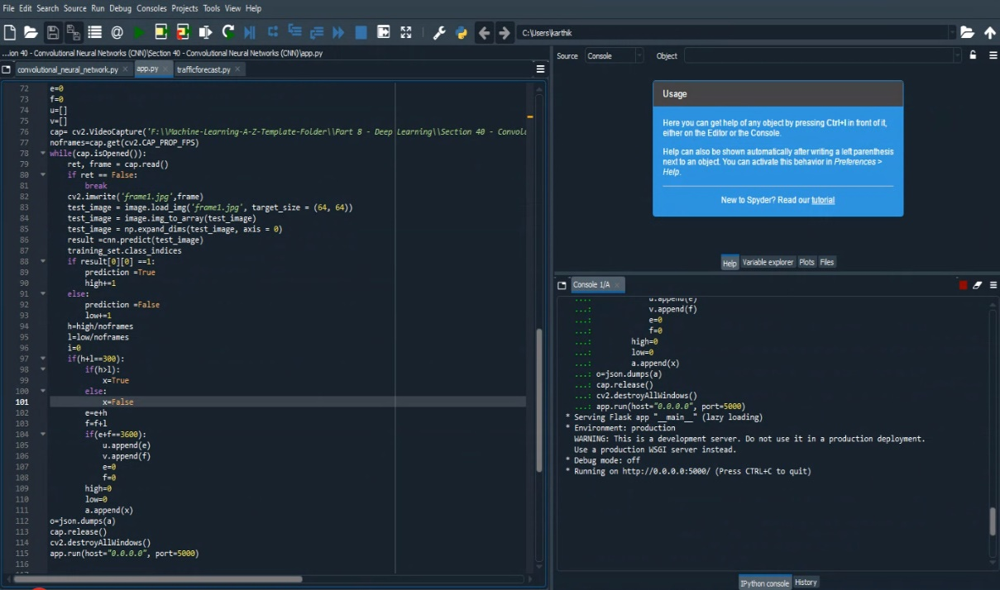 File Edit Search Source Run Debug Consoles Projects Tools View Help
C:\Users\karthik
...ion 40 - Convolutional Neural Networks (CNN)\Section 40 - Convolutional Neural Networks (CNN)\app.py
convolutional_neural_network.py app.py trafficforecast.py
72 e=0
73 f=0
74 u=[]
75 v=[]
76 cap= cv2.VideoCapture('F:\\Machine-Learning-A-Z-Template-Folder\\Part 8 - Deep Learning\\Section 40 - Convolu
77 noframes=cap.get(cv2.CAP_PROP_FPS)
78 while(cap.isOpened()):
79 ret, frame = cap.read()
80 if ret == False:
81 break
82 cv2.imwrite('frame1.jpg',frame)
83 test_image = image.load_img('frame1.jpg', target_size = (64, 64))
84 test_image = image.img_to_array(test_image)
85 test_image = np.expand_dims(test_image, axis = 0)
86 result =cnn.predict(test_image)
87 training_set.class_indices
88 if result[0][0] ==1:
89 prediction =True
90 high+=1
91 else:
92 prediction =False
93 low+=1
94 h=high/noframes
95 l=low/noframes
96 i=0
97 if(h+l==300):
98 if(h>l):
99 x=True
100 else:
101 x=False
102 e=e+h
103 f=f+l
104 if(e+f==3600):
105 u.append(e)
106 v.append(f)
107 e=0
108 f=0
109 high=0
110 low=0
111 a.append(x)
112 o=json.dumps(a)
113 cap.release()
114 cv2.destroyAllWindows()
115 app.run(host="0.0.0.0", port=5000)
116
Source Console Object
Usage
Here you can get help of any object by pressing Ctrl+I in front of it,
either on the Editor or the Console.
Help can also be shown automatically after writing a left parenthesis
next to an object. You can activate this behavior in Preferences >
Help.
New to Spyder? Read our tutorial
Help Variable explorer Plots Files
Console 1/A
...: u.append(e)
...: v.append(f)
...: e=0
...: f=0
...: high=0
...: low=0
...: a.append(x)
...: o=json.dumps(a)
...: cap.release()
...: cv2.destroyAllWindows()
...: app.run(host="0.0.0.0", port=5000)
* Serving Flask app "__main__" (lazy loading)
* Environment: production
WARNING: This is a development server. Do not use it in a production deployment.
Use a production WSGI server instead.
* Debug mode: off
* Running on http://0.0.0.0:5000/ (Press CTRL+C to quit)
IPython console History